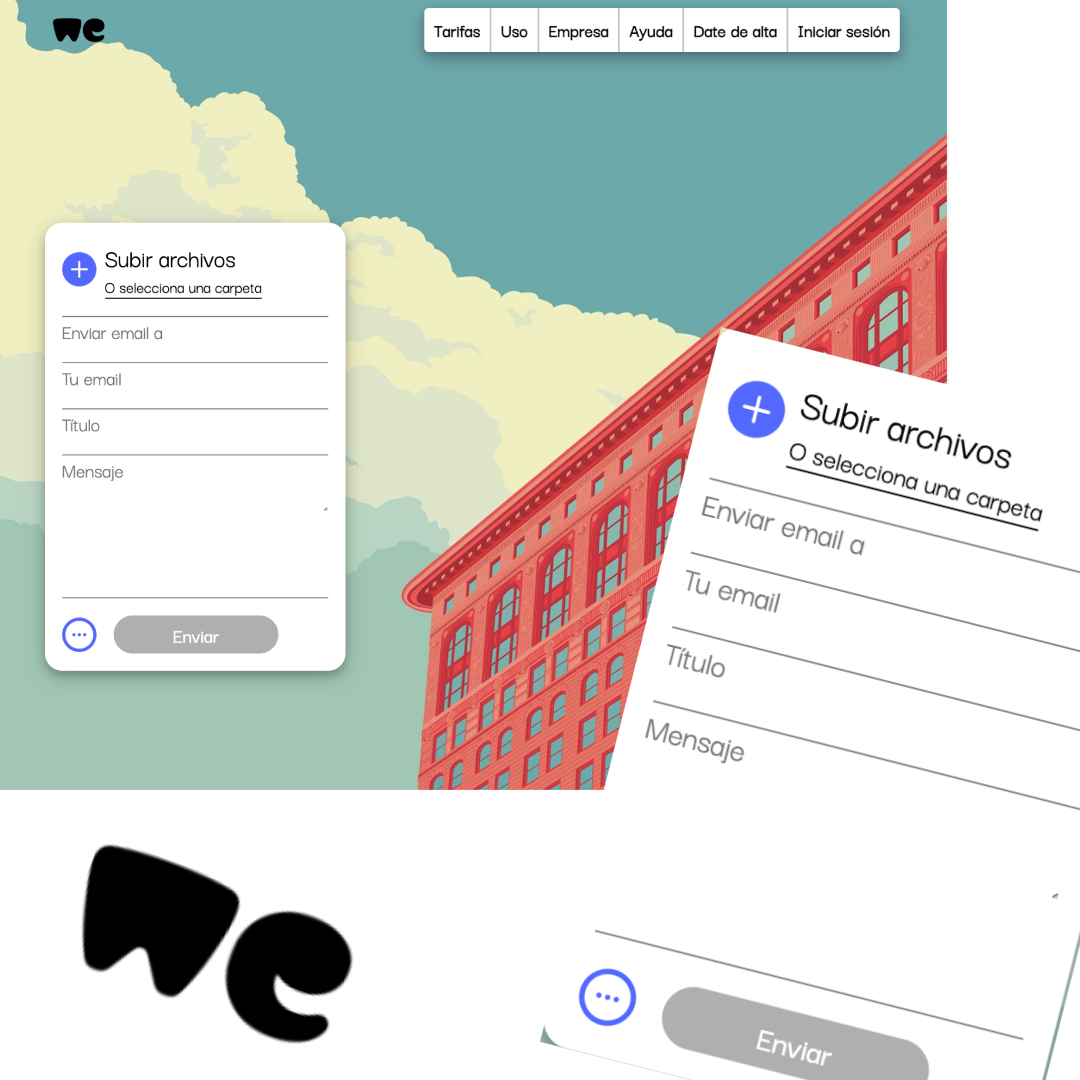 we
Tarifas Uso Empresa Ayuda Date de alta Iniciar sesión
Subir archivos
O selecciona una carpeta
Enviar email a
Tu email
Título
Mensaje
Enviar
Subir archivos
O selecciona una carpeta
Enviar email a
Tu email
Título
Mensaje
Enviar
we